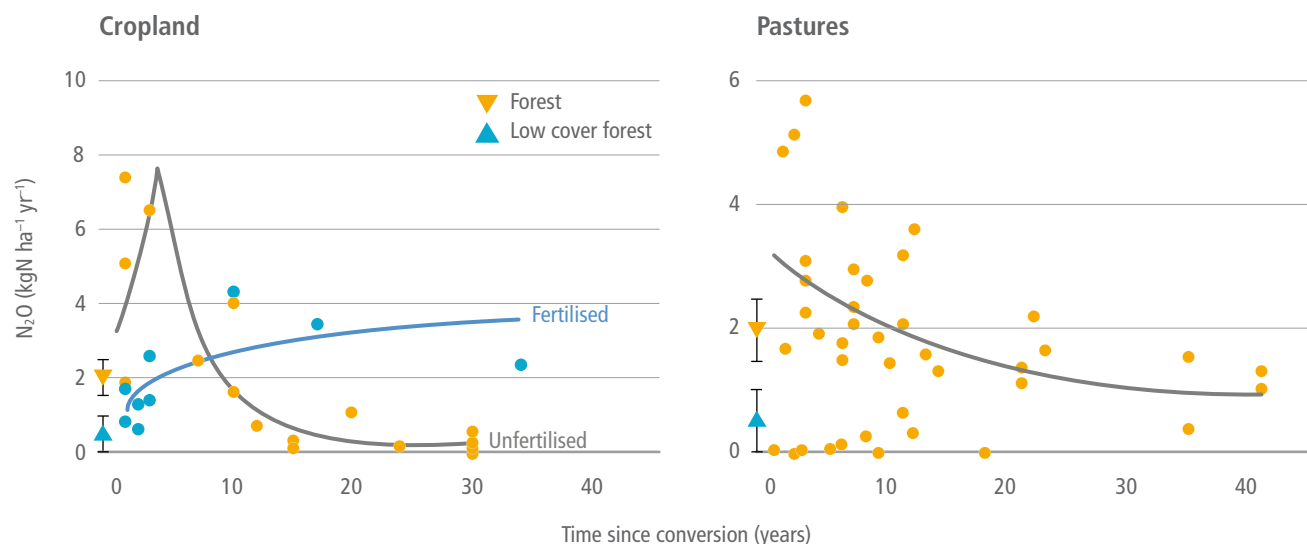 Cropland
Pastures
10
8
6
4
2
0
N₂O (kgN ha⁻¹ yr⁻¹)
Forest
Low cover forest
Fertilised
Unfertilised
0 10 20 30 40
6
4
2
0
0 10 20 30 40
Time since conversion (years)